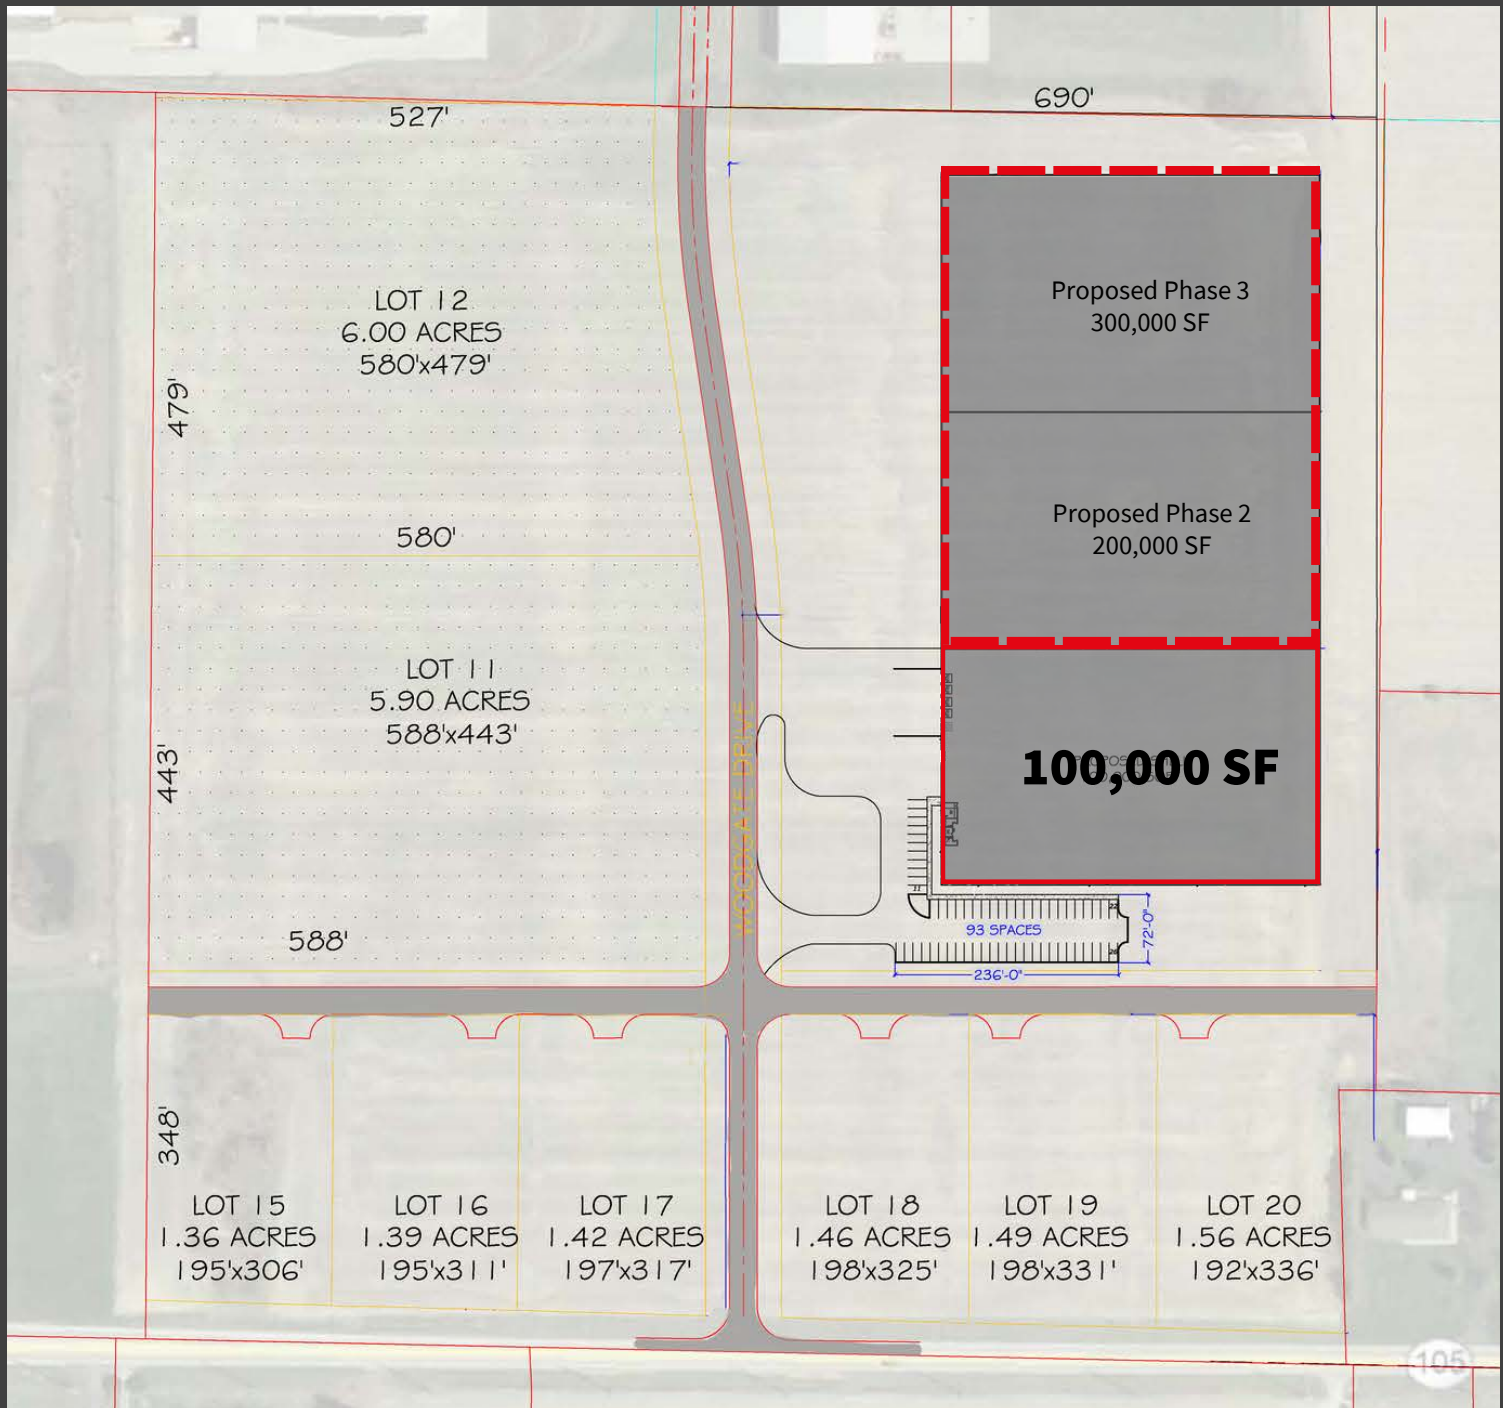 527'
690'
LOT 12
6.00 ACRES
580'x479'
479'
580'
Proposed Phase 3
300,000 SF
Proposed Phase 2
200,000 SF
LOT 11
5.90 ACRES
588'x443'
443'
588'
WOODGATE DRIVE
100,000 SF
93 SPACES
72'-0"
236'-0"
348'
LOT 15
1.36 ACRES
195'x306'
LOT 16
1.39 ACRES
195'x311'
LOT 17
1.42 ACRES
197'x317'
LOT 18
1.46 ACRES
198'x325'
LOT 19
1.49 ACRES
198'x331'
LOT 20
1.56 ACRES
192'x336'
105